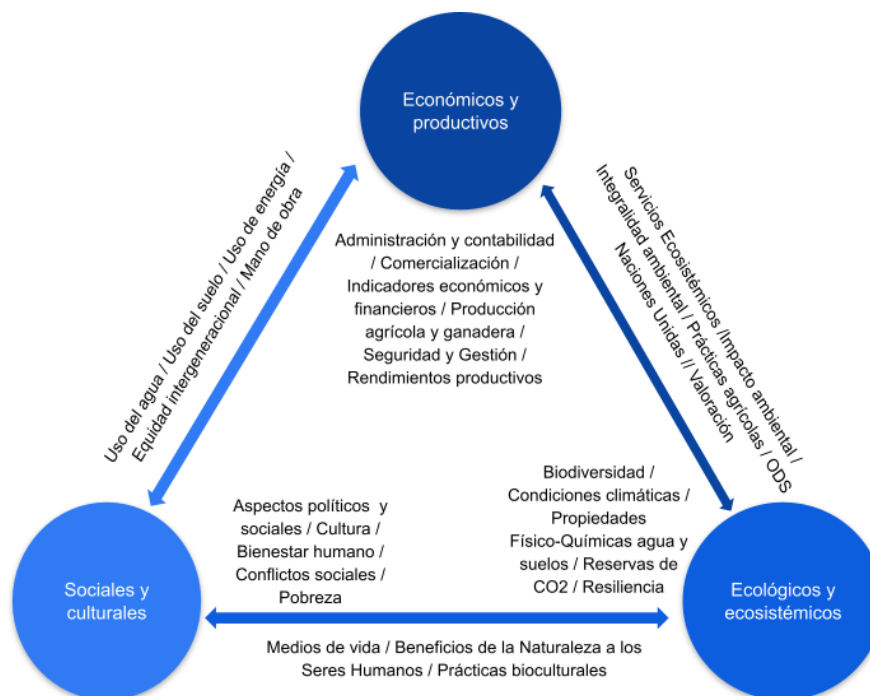 Económicos y
productivos
Uso del agua / Uso del suelo / Uso de energía /
Equidad intergeneracional / Mano de obra
Servicios Ecosistémicos /Impacto ambiental /
Integralidad ambiental / Prácticas agrícolas / ODS
Naciones Unidas // Valoración
Administración y contabilidad
/ Comercialización /
Indicadores económicos y
financieros / Producción
agrícola y ganadera /
Seguridad y Gestión /
Rendimientos productivos
Aspectos políticos y
sociales / Cultura /
Bienestar humano /
Conflictos sociales /
Pobreza
Biodiversidad /
Condiciones climáticas /
Propiedades
Físico-Químicas agua y
suelos / Reservas de
CO2 / Resiliencia
Sociales y
culturales
Ecológicos y
ecosistémicos
Medios de vida / Beneficios de la Naturaleza a los
Seres Humanos / Prácticas bioculturales